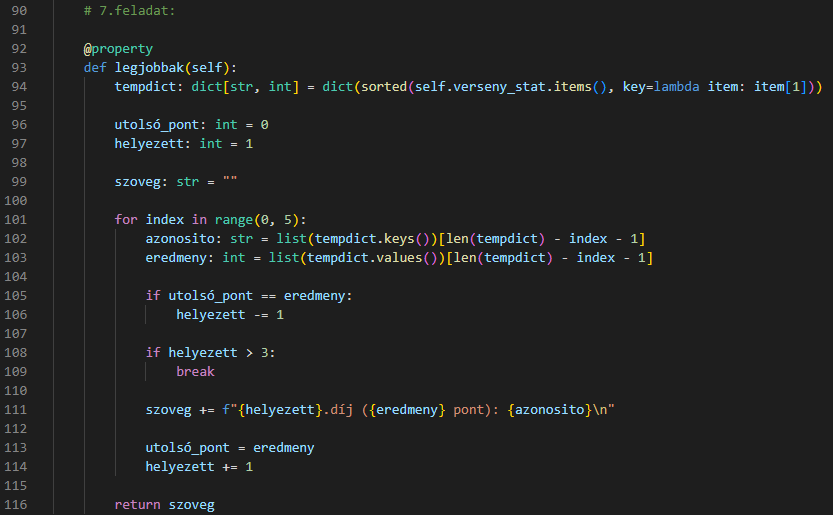 90 # 7.feladat:
91
92 @property
93 def legjobbak(self):
94 tempdict: dict[str, int] = dict(sorted(self.verseny_stat.items(), key=lambda item: item[1]))
95
96 utolsó_pont: int = 0
97 helyezett: int = 1
98
99 szoveg: str = ""
100
101 for index in range(0, 5):
102 azonosito: str = list(tempdict.keys())[len(tempdict) - index - 1]
103 eredmeny: int = list(tempdict.values())[len(tempdict) - index - 1]
104
105 if utolsó_pont == eredmeny:
106 helyezett -= 1
107
108 if helyezett > 3:
109 break
110
111 szoveg += f"{helyezett}.díj ({eredmeny} pont): {azonosito}\n"
112
113 utolsó_pont = eredmeny
114 helyezett += 1
115
116 return szoveg